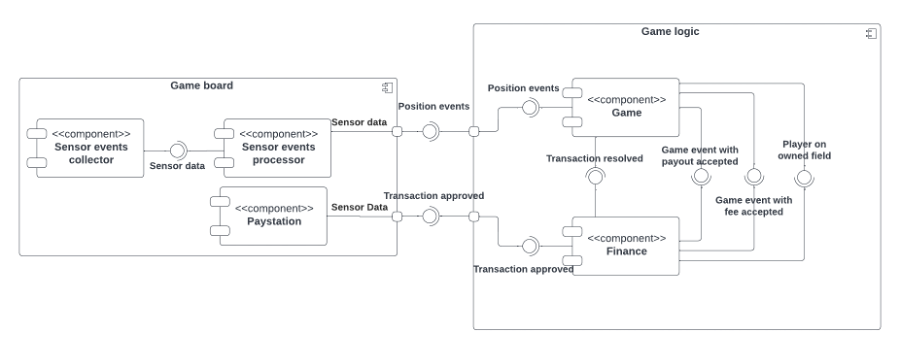 Game logic
Game board
Position events
Position events
<<component>>
Game
Sensor data
<<component>>
Sensor events
collector
Sensor data
<<component>>
Sensor events
processor
Transaction resolved
Game event with
payout accepted
Player on
owned field
Transaction approved
Sensor Data
<<component>>
Paystation
Game event with
fee accepted
<<component>>
Finance
Transaction approved